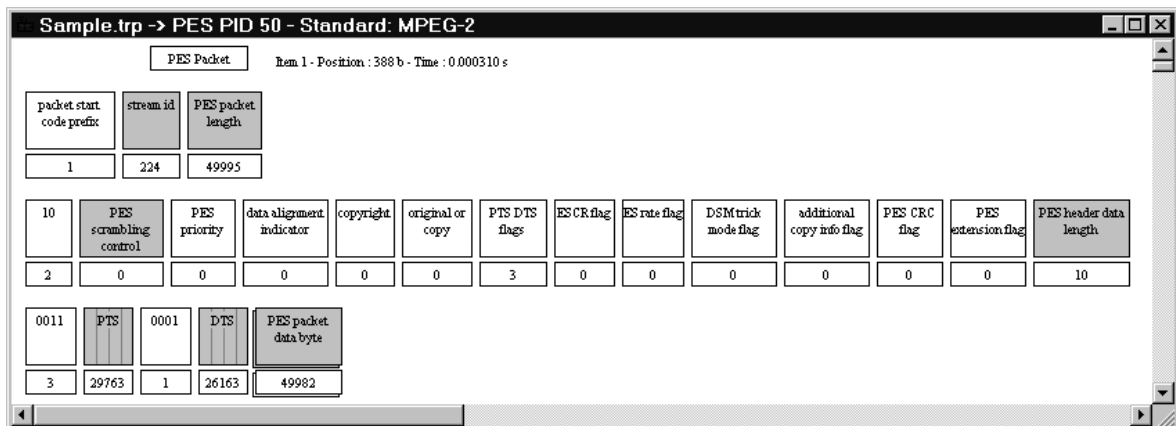 Sample.trp -> PES PID 50 - Standard: MPEG-2
PES Packet Item 1 - Position : 388 b - Time : 0.000310 s
packet start stream id PES packet
code prefix length
1 224 49995
10 PES PES data alignment copyright original or PTS DTS ESCR flag ES rate flag DSM trick additional PES CRC PES PES header data
scrambling priority indicator copy flags mode flag copy info flag flag extension flag length
control
2 0 0 0 0 0 3 0 0 0 0 0 0 10
0011 PTS 0001 DTS PES packet
data byte
3 29763 1 26163 49982